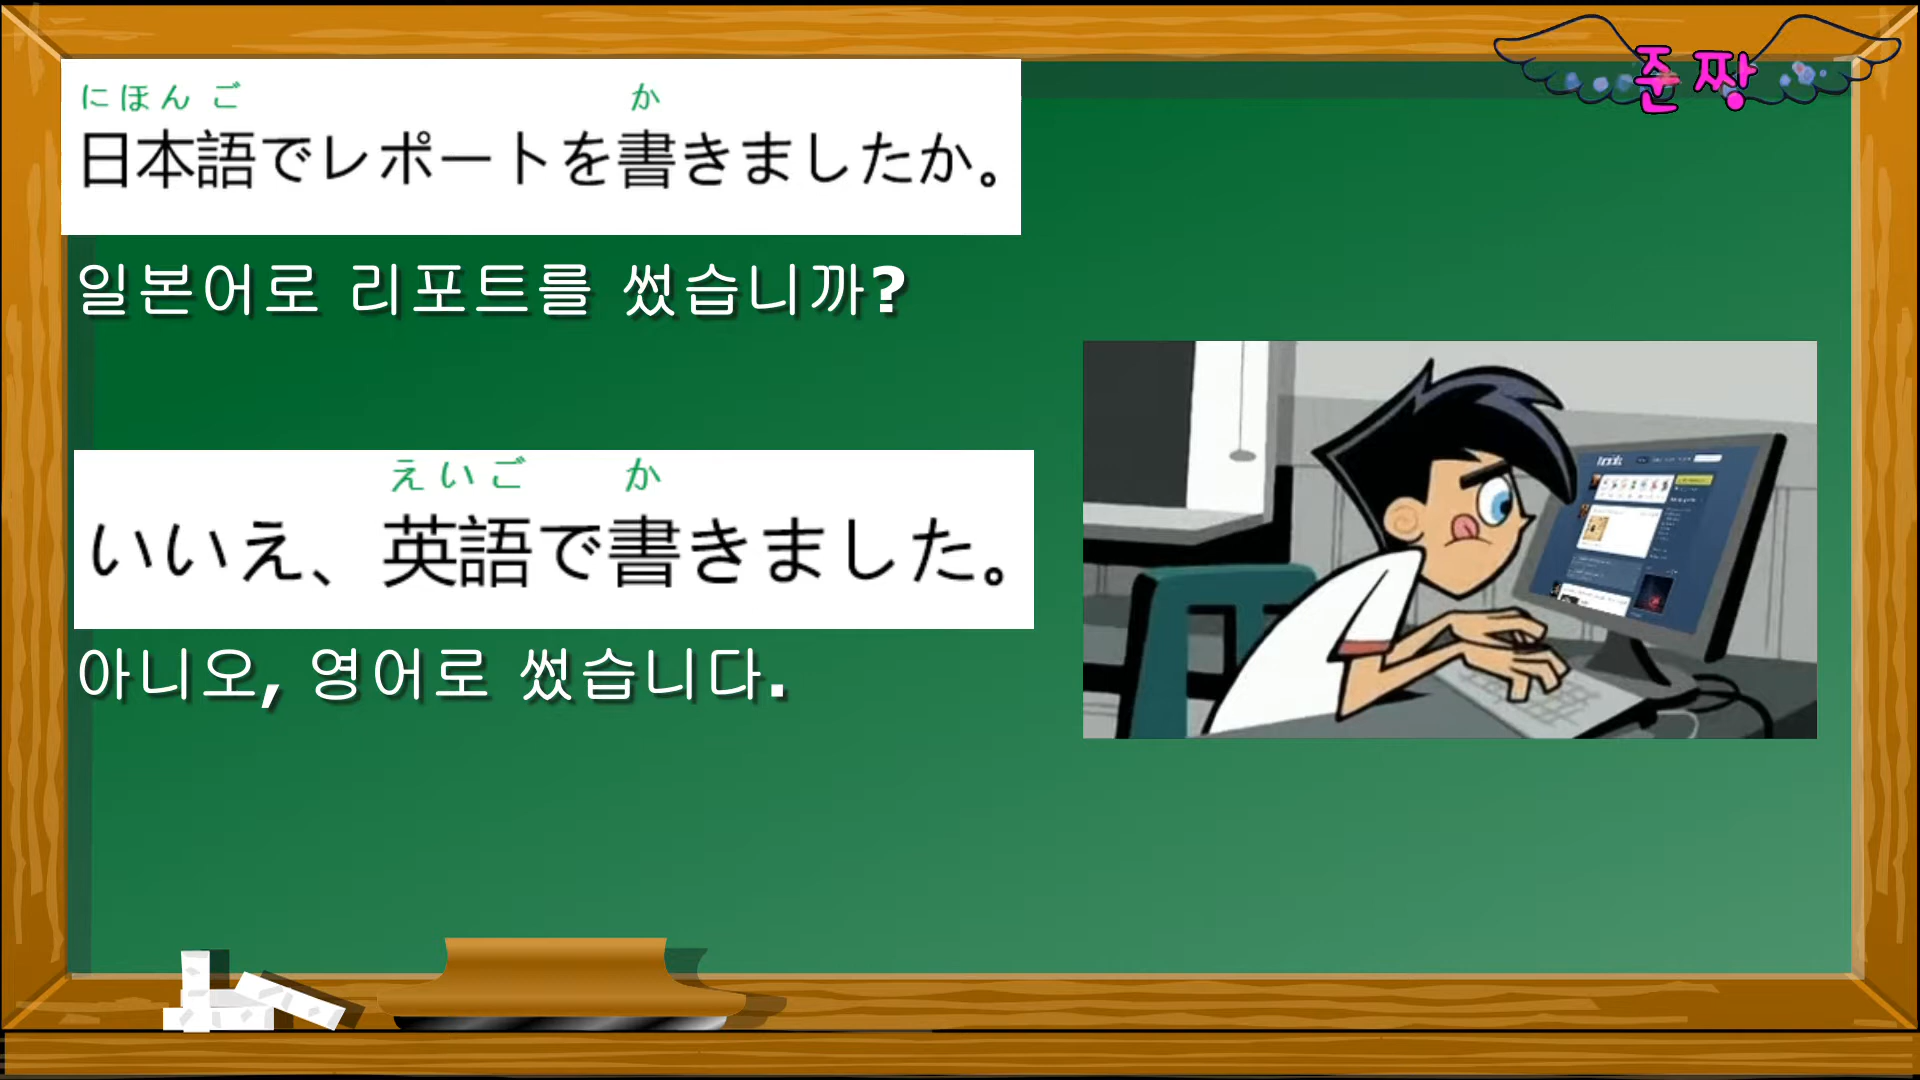 준짱
にほんご か
日本語でレポートを書きましたか。
일본어로 리포트를 썼습니까?
えいご か
いいえ、英語で書きました。
아니오, 영어로 썼습니다.